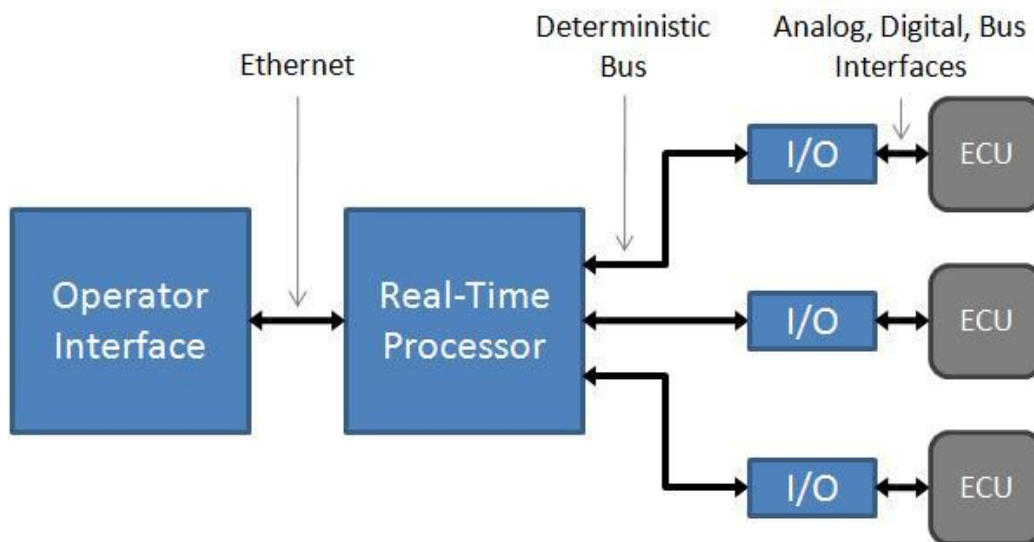 Ethernet
Deterministic
Bus
Analog, Digital, Bus
Interfaces
Operator
Interface
Real-Time
Processor
I/O
ECU
I/O
ECU
I/O
ECU